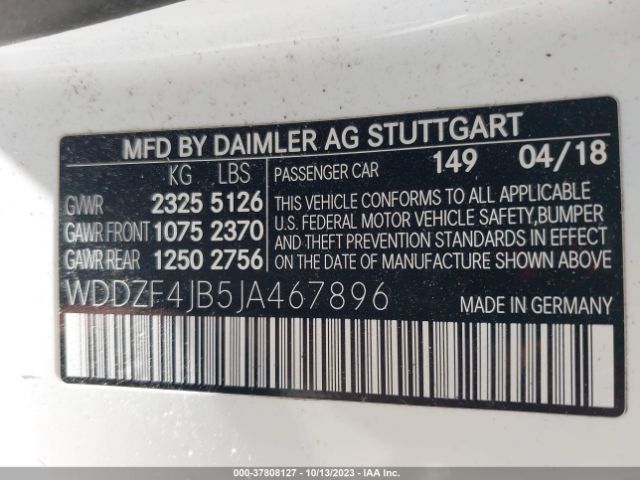 MFD BY DAIMLER AG STUTTGART
KG LBS PASSENGER CAR 149 04/18
GVWR 2325 5126 THIS VEHICLE CONFORMS TO ALL APPLICABLE
GAWR FRONT 1075 2370 U.S. FEDERAL MOTOR VEHICLE SAFETY,BUMPER
GAWR REAR 1250 2756 AND THEFT PREVENTION STANDARDS IN EFFECT
ON THE DATE OF MANUFACTURE SHOWN ABOVE
WDDZF4JB5JA467896 MADE IN GERMANY
000-37808127 - 10/13/2023 - IAA Inc.